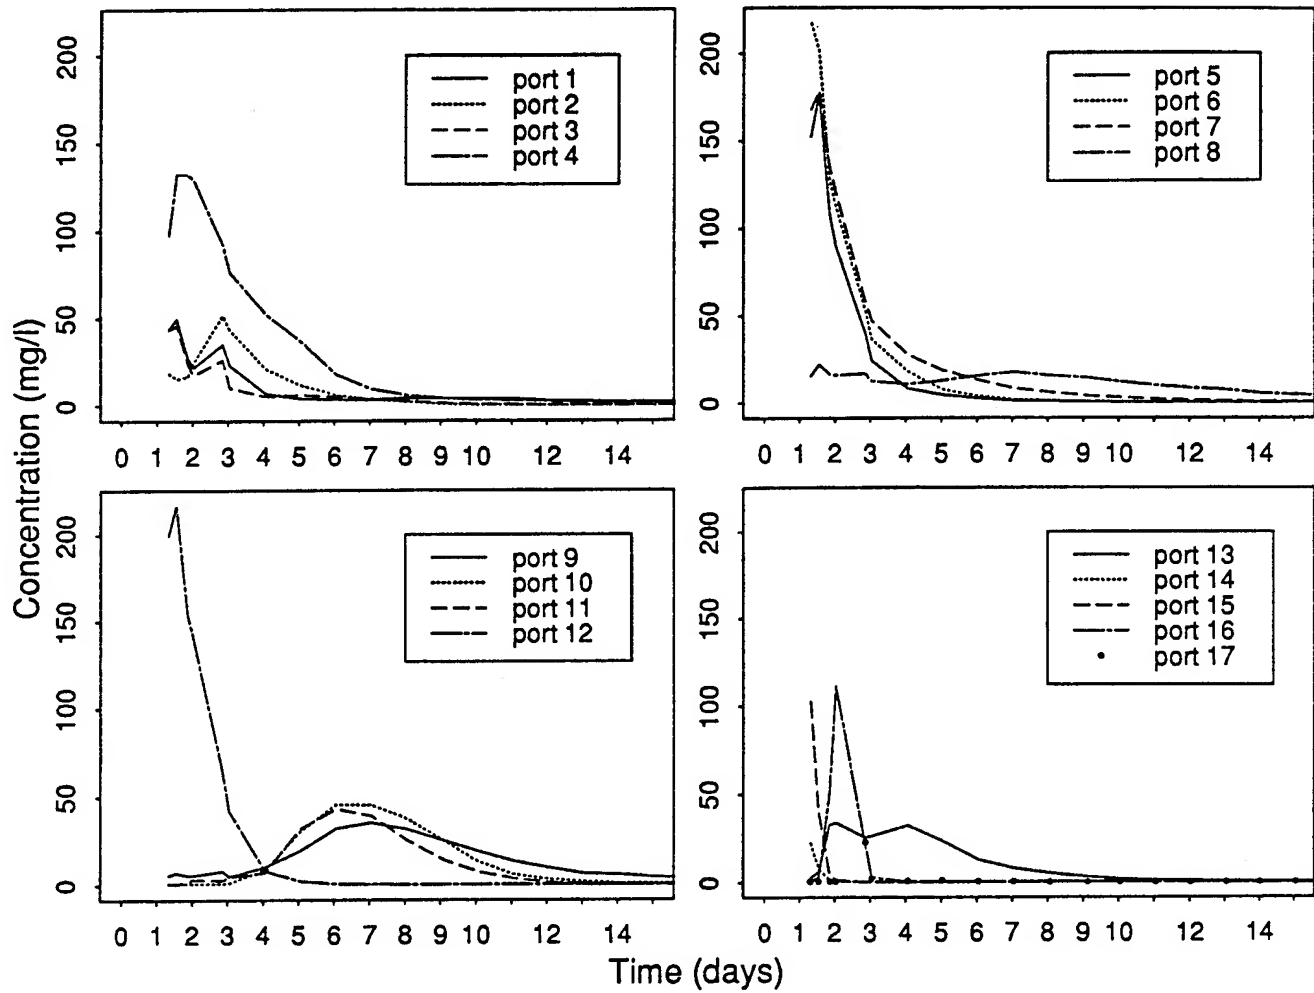 Concentration (mg/l)
200
150
100
50
0
port 1
port 2
port 3
port 4
0 1 2 3 4 5 6 7 8 9 10 12 14
200
150
100
50
0
port 5
port 6
port 7
port 8
0 1 2 3 4 5 6 7 8 9 10 12 14
200
150
100
50
0
port 9
port 10
port 11
port 12
0 1 2 3 4 5 6 7 8 9 10 12 14
200
150
100
50
0
port 13
port 14
port 15
port 16
port 17
0 1 2 3 4 5 6 7 8 9 10 12 14
Time (days)